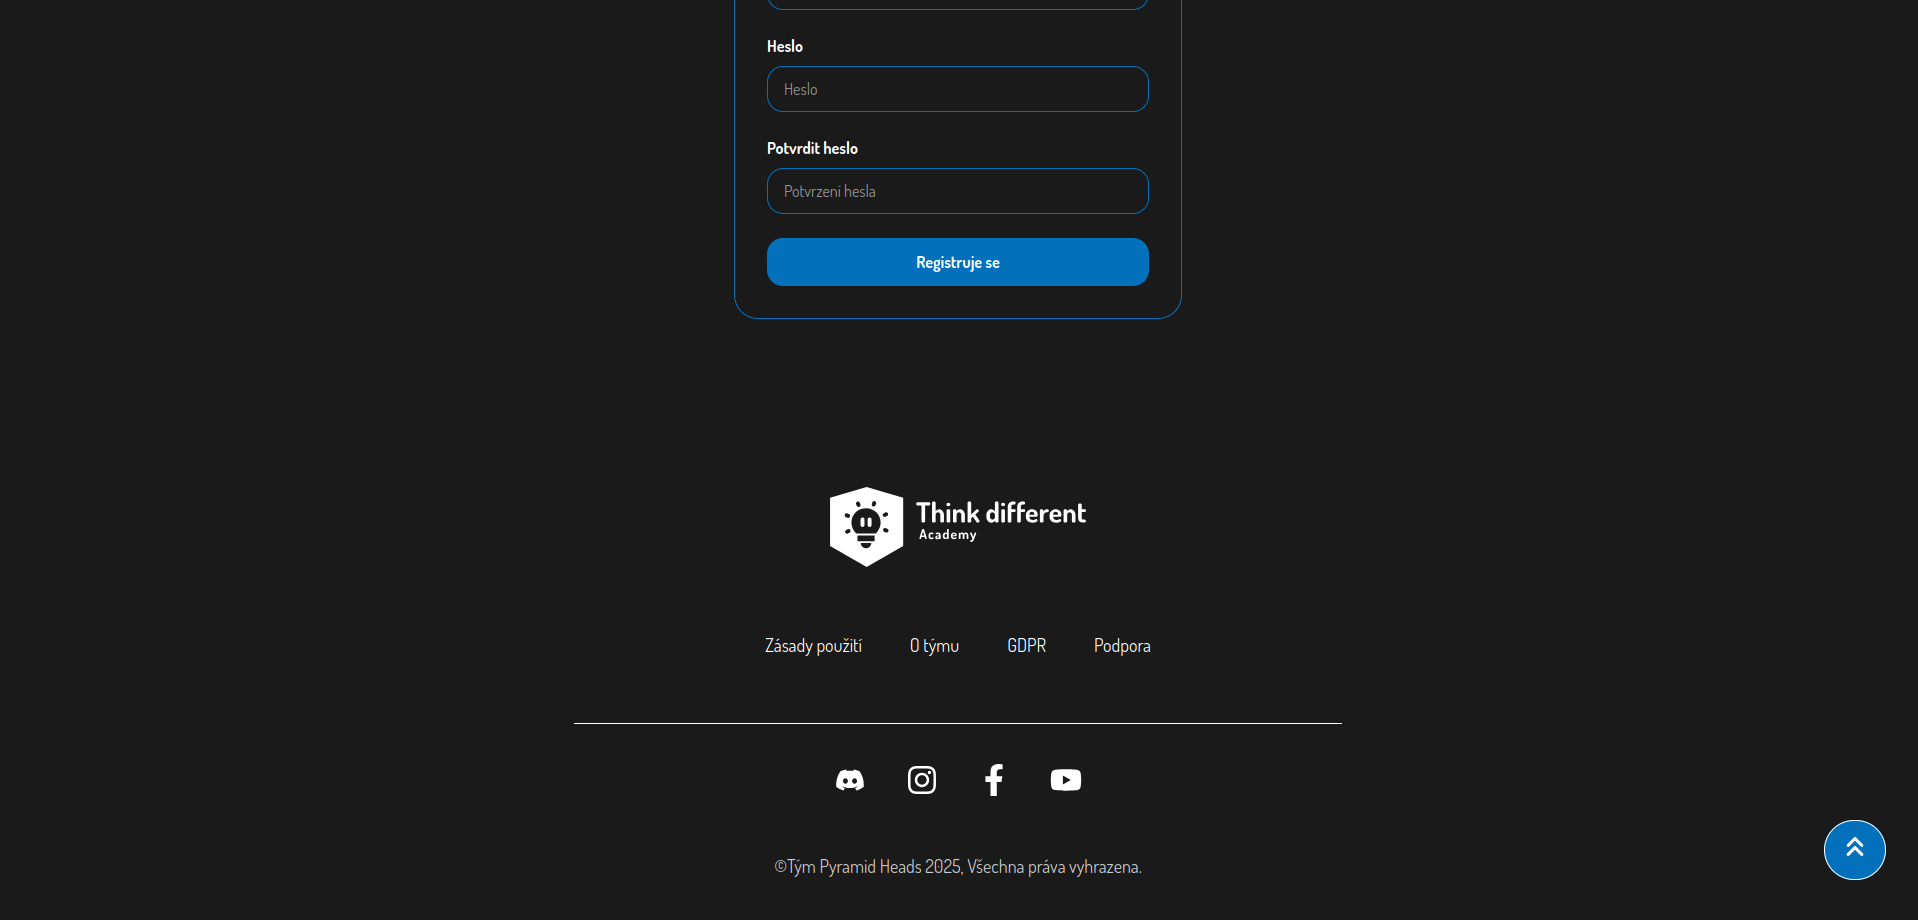 Heslo
Heslo
Potvrdit heslo
Potvrzení hesla
Registruje se
Think different
Academy
Zásady použití O týmu GDPR Podpora
©Tým Pyramid Heads 2025, Všechna práva vyhrazena.